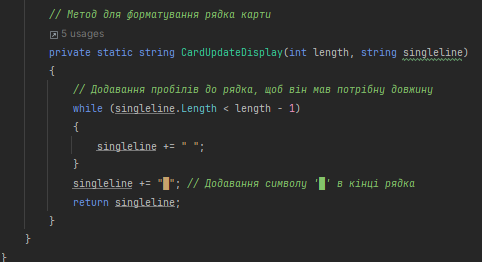 // Метод для форматування рядка карти
5 usages
private static string CardUpdateDisplay(int length, string singleline)
{
// Додавання пробілів до рядка, щоб він мав потрібну довжину
while (singleline.Length < length - 1)
{
singleline += " ";
}
singleline += "█"; // Додавання символу '█' в кінці рядка
return singleline;
}
}
}